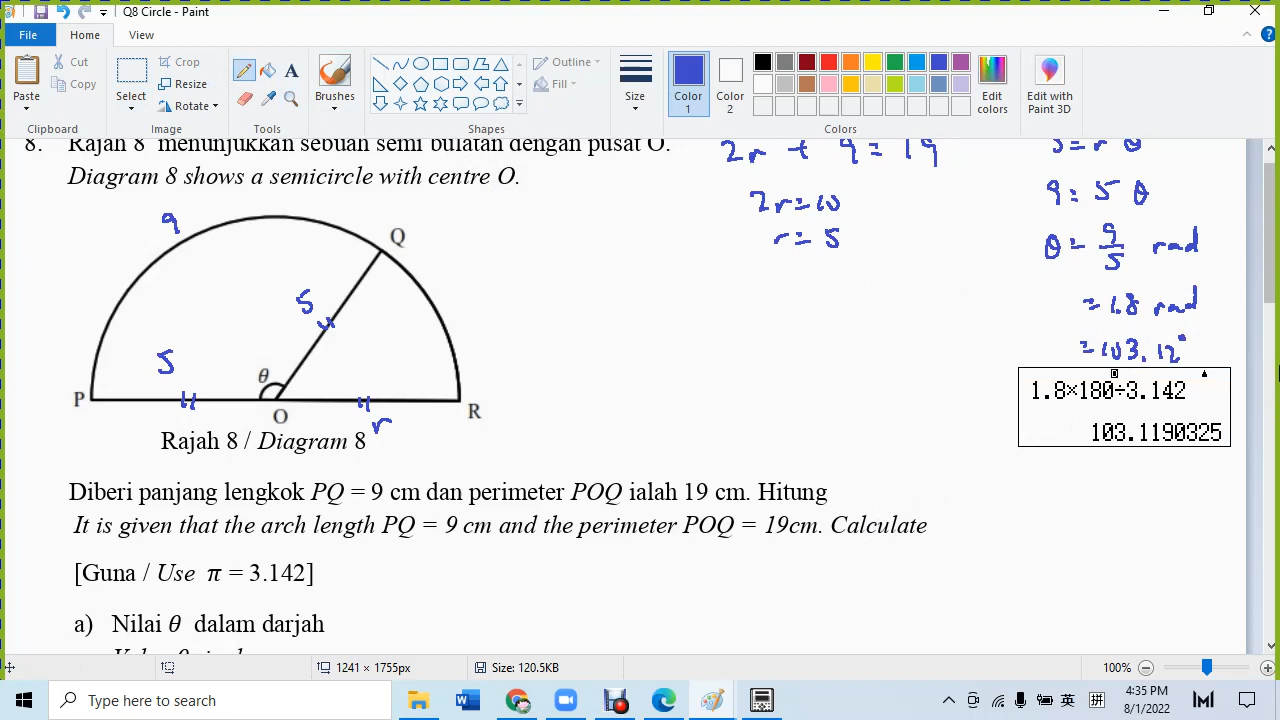 Q8 Circle - Paint
File Home View
Paste
Cut
Copy
Clipboard
Select
Crop
Resize
Rotate
Image
A
Tools
Brushes
Outline
Fill
Shapes
Size
Color 1
Color 2
Edit colors
Colors
Edit with Paint 3D
8. Rajah 8 menunjukkan sebuah semi bulatan dengan pusat O.
Diagram 8 shows a semicircle with centre O.
2r + 9 = 19
2r = 10
r = 5
S = r θ
9 = 5 θ
θ = 9/5 rad
= 1.8 rad
= 103.12°
1.8×180÷3.142
103.1190325
9
Q
5
5
θ
P
O
R
r
Rajah 8 / Diagram 8
Diberi panjang lengkok PQ = 9 cm dan perimeter POQ ialah 19 cm. Hitung
It is given that the arch length PQ = 9 cm and the perimeter POQ = 19cm. Calculate
[Guna / Use π = 3.142]
a) Nilai θ dalam darjah
1241 × 1755px
Size: 120.5KB
100%
Type here to search
英
拼
4:35 PM
8/1/2022